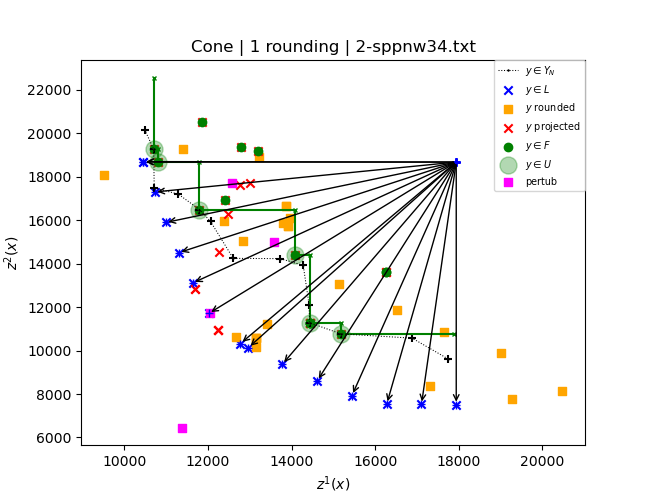 Cone | 1 rounding | 2-sppnw34.txt
y ∈ Y_N
y ∈ L
y rounded
y projected
y ∈ F
y ∈ U
pertub
22000
20000
18000
16000
14000
12000
10000
8000
6000
z²(x)
10000 12000 14000 16000 18000 20000
z¹(x)